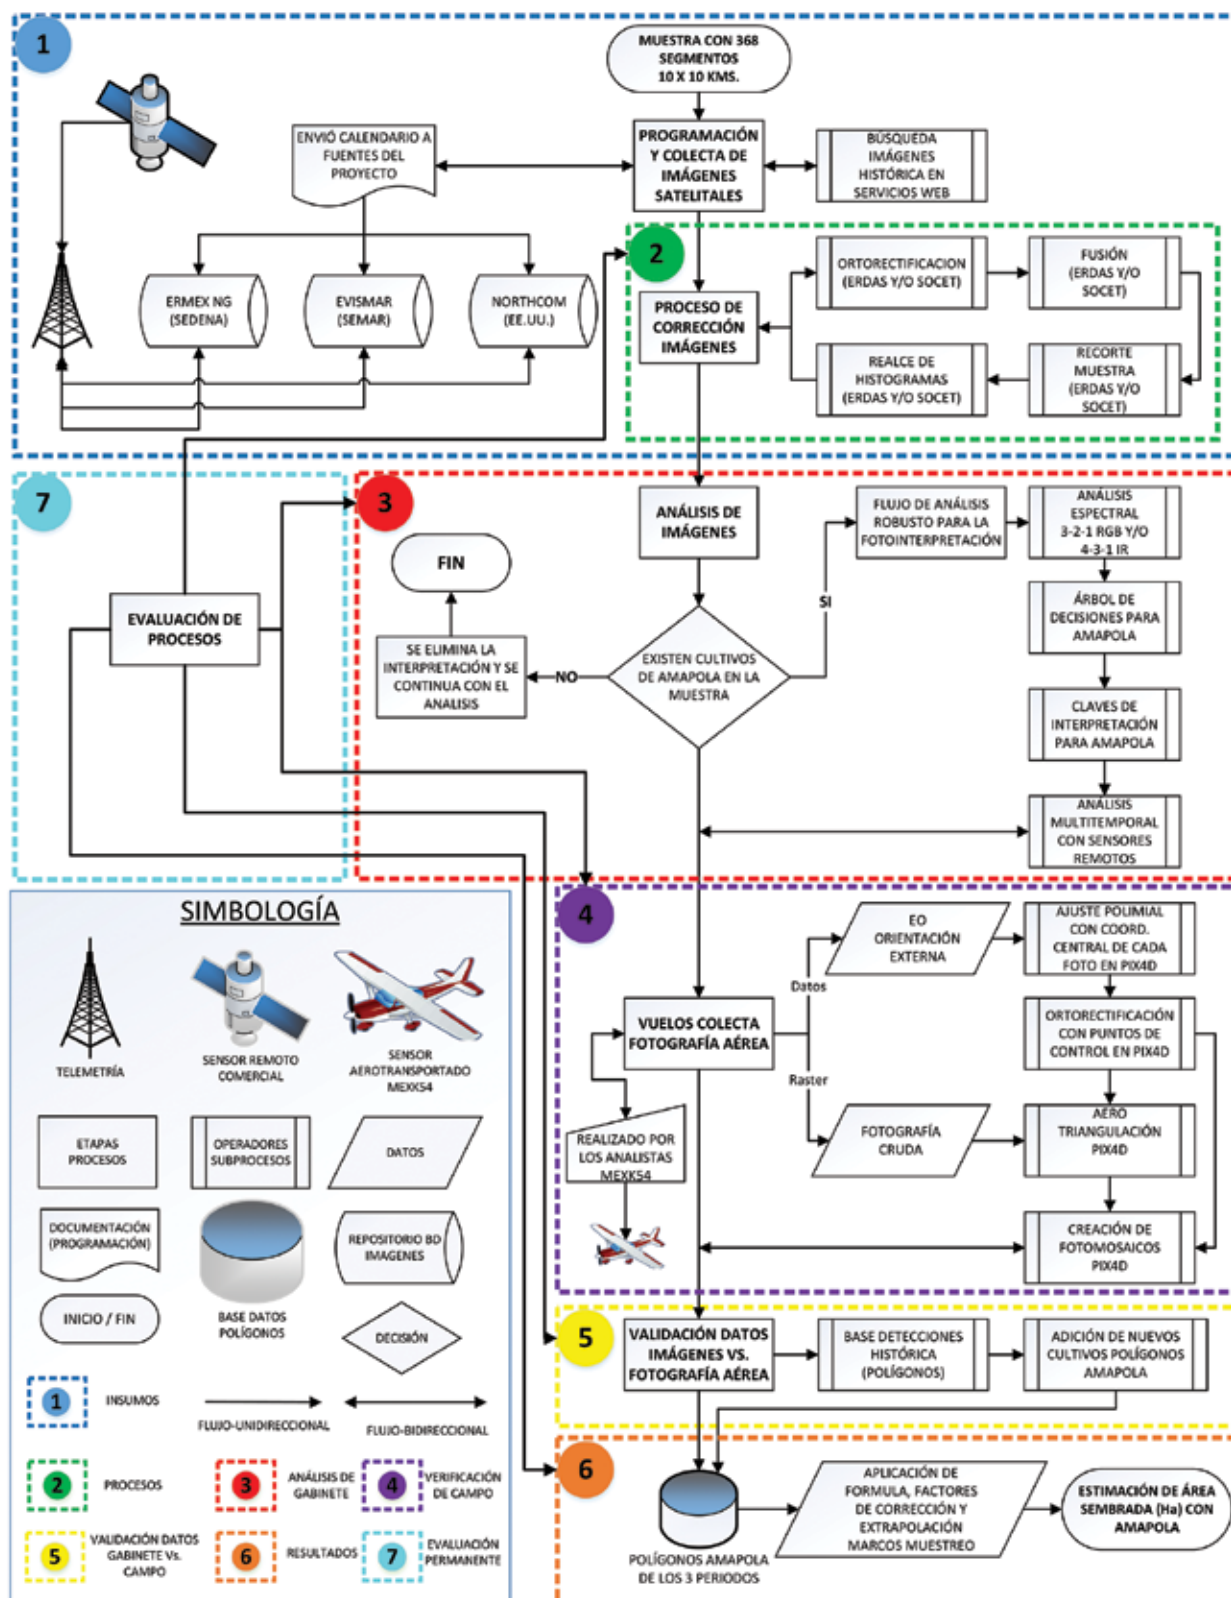 1
MUESTRA CON 368
SEGMENTOS
10 X 10 KMS.
ENVIÓ CALENDARIO A
FUENTES DEL
PROYECTO
PROGRAMACIÓN
Y COLECTA DE
IMÁGENES
SATELITALES
BÚSQUEDA
IMÁGENES
HISTÓRICA EN
SERVICIOS WEB
ERMEX NG
(SEDENA)
EVISMAR
(SEMAR)
NORTHCOM
(EE.UU.)
2
PROCESO DE
CORRECCIÓN
IMÁGENES
ORTORECTIFICACION
(ERDAS Y/O SOCET)
FUSIÓN
(ERDAS Y/O
SOCET)
REALCE DE
HISTOGRAMAS
(ERDAS Y/O SOCET)
RECORTE
MUESTRA
(ERDAS Y/O
SOCET)
7
EVALUACIÓN DE
PROCESOS
3
ANÁLISIS DE
IMÁGENES
FLUJO DE ANÁLISIS
ROBUSTO PARA LA
FOTOINTERPRETACIÓN
ANÁLISIS
ESPECTRAL
3-2-1 RGB Y/O
4-3-1 IR
FIN
SI
ÁRBOL DE
DECISIONES PARA
AMAPOLA
SE ELIMINA LA
INTERPRETACIÓN Y SE
CONTINUA CON EL
ANALISIS
NO
EXISTEN CULTIVOS
DE AMAPOLA EN LA
MUESTRA
CLAVES DE
INTERPRETACIÓN
PARA AMAPOLA
ANÁLISIS
MULTITEMPORAL
CON SENSORES
REMOTOS
4
EO
ORIENTACIÓN
EXTERNA
AJUSTE POLIMIAL
CON COORD.
CENTRAL DE CADA
FOTO EN PIX4D
Datos
VUELOS COLECTA
FOTOGRAFÍA AÉREA
ORTORECTIFICACIÓN
CON PUNTOS DE
CONTROL EN PIX4D
Raster
REALIZADO POR
LOS ANALISTAS
MEXK54
FOTOGRAFÍA
CRUDA
AERO
TRIANGULACIÓN
PIX4D
CREACIÓN DE
FOTOMOSAICOS
PIX4D
5
VALIDACIÓN DATOS
IMÁGENES VS.
FOTOGRAFÍA AÉREA
BASE DETECCIONES
HISTÓRICA
(POLÍGONOS)
ADICIÓN DE NUEVOS
CULTIVOS POLÍGONOS
AMAPOLA
6
POLÍGONOS AMAPOLA
DE LOS 3 PERIODOS
APLICACIÓN DE
FORMULA, FACTORES
DE CORRECCIÓN Y
EXTRAPOLACIÓN
MARCOS MUESTREO
ESTIMACIÓN DE ÁREA
SEMBRADA (Ha) CON
AMAPOLA
SIMBOLOGÍA
TELEMETRÍA
SENSOR REMOTO
COMERCIAL
SENSOR
AEROTRANSPORTADO
MEXK54
ETAPAS
PROCESOS
OPERADORES
SUBPROCESOS
DATOS
DOCUMENTACIÓN
(PROGRAMACIÓN)
BASE DATOS
POLÍGONOS
REPOSITORIO BD
IMAGENES
INICIO / FIN
DECISIÓN
1
INSUMOS
FLUJO-UNIDIRECCIONAL
FLUJO-BIDIRECCIONAL
2
PROCESOS
3
ANÁLISIS DE
GABINETE
4
VERIFICACIÓN
DE CAMPO
5
VALIDACIÓN DATOS
GABINETE Vs.
CAMPO
6
RESULTADOS
7
EVALUACIÓN
PERMANENTE